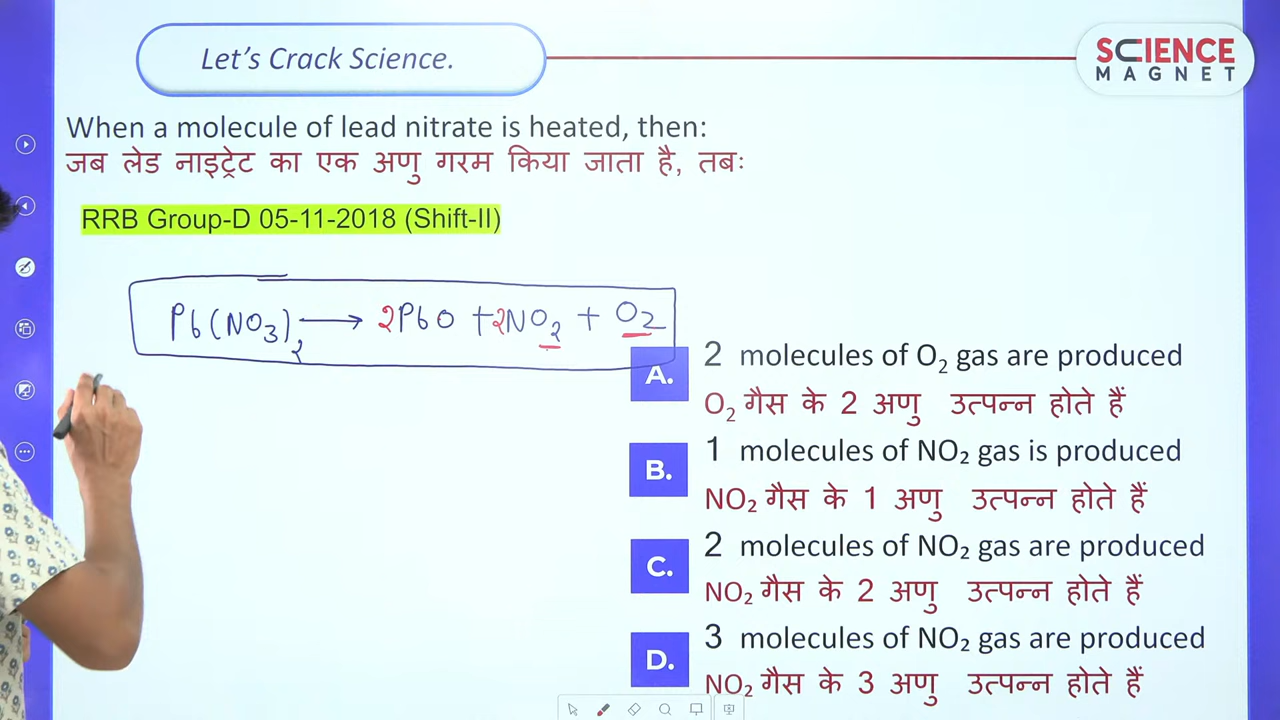 Let's Crack Science.
SCIENCE
MAGNET
When a molecule of lead nitrate is heated, then:
जब लेड नाइट्रेट का एक अणु गरम किया जाता है, तबः
RRB Group-D 05-11-2018 (Shift-II)
Pb(NO3)2 ⟶ 2PbO + 2NO2 + O2
A. 2 molecules of O₂ gas are produced
O₂ गैस के 2 अणु उत्पन्न होते हैं
B. 1 molecules of NO₂ gas is produced
NO₂ गैस के 1 अणु उत्पन्न होते हैं
C. 2 molecules of NO₂ gas are produced
NO₂ गैस के 2 अणु उत्पन्न होते हैं
D. 3 molecules of NO₂ gas are produced
NO₂ गैस के 3 अणु उत्पन्न होते हैं